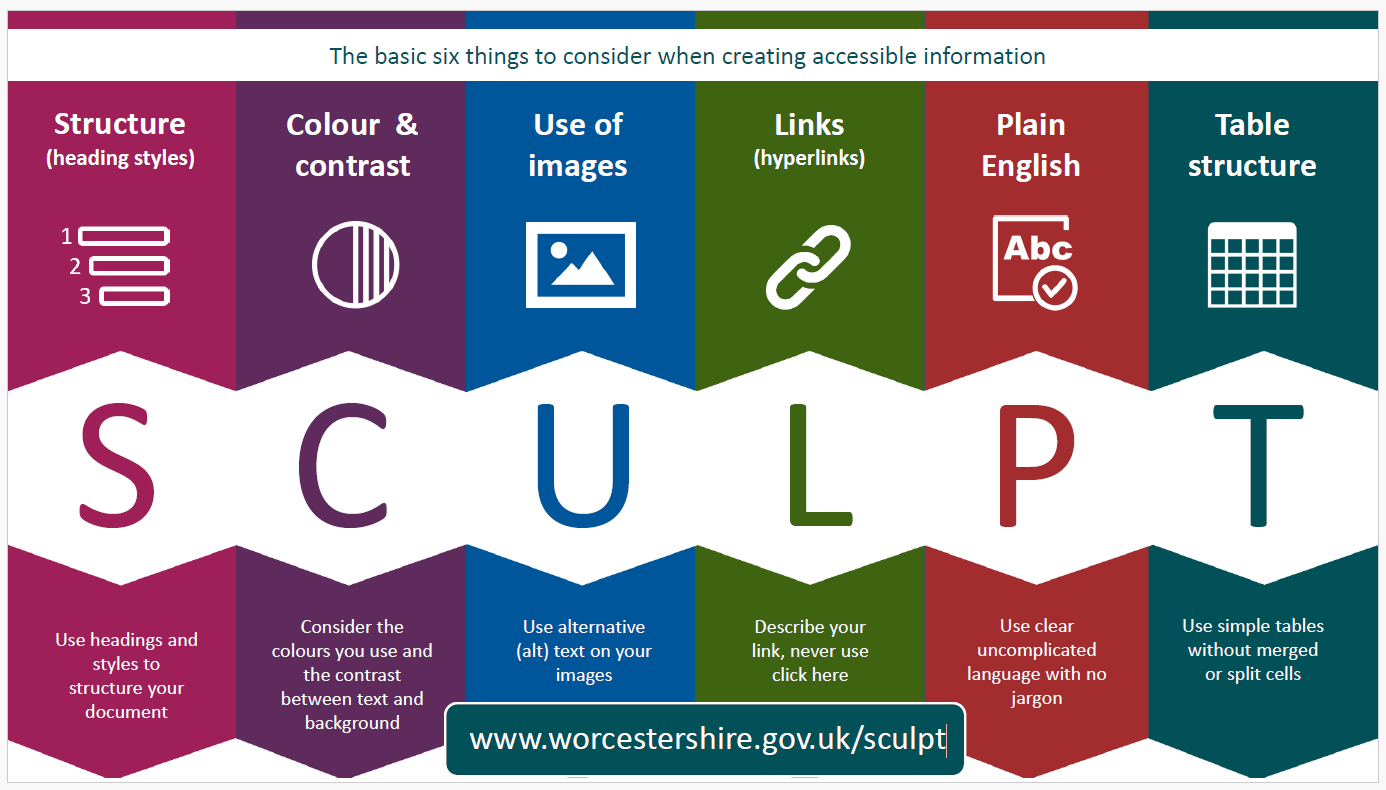 The basic six things to consider when creating accessible information
Structure
(heading styles)
Colour &
contrast
Use of
images
Links
(hyperlinks)
Plain
English
Table
structure
1
2
3
Abc
S
C
U
L
P
T
Use headings and
styles to
structure your
document
Consider the
colours you use and
the contrast
between text and
background
Use alternative
(alt) text on your
images
Describe your
link, never use
click here
Use clear
uncomplicated
language with no
jargon
Use simple tables
without merged
or split cells
www.worcestershire.gov.uk/sculpt